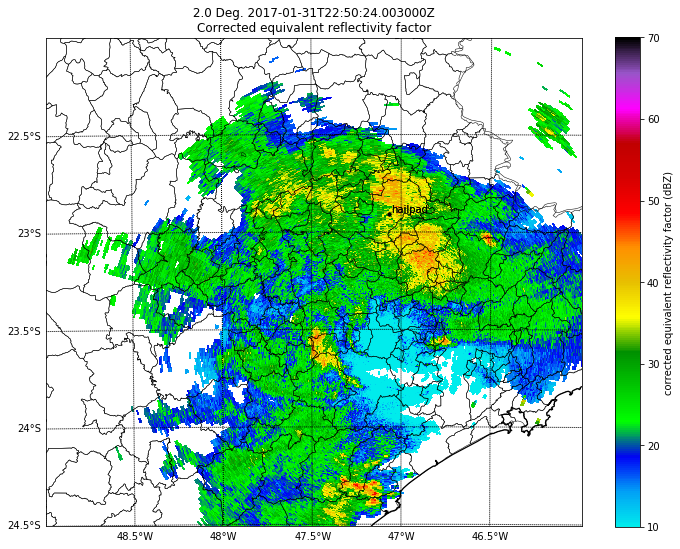 2.0 Deg. 2017-01-31T22:50:24.003000Z
Corrected equivalent reflectivity factor
70
60
50
40
30
20
10
corrected equivalent reflectivity factor (dBZ)
22.5°S
23°S
23.5°S
24°S
24.5°S
hailpad
48.5°W
48°W
47.5°W
47°W
46.5°W